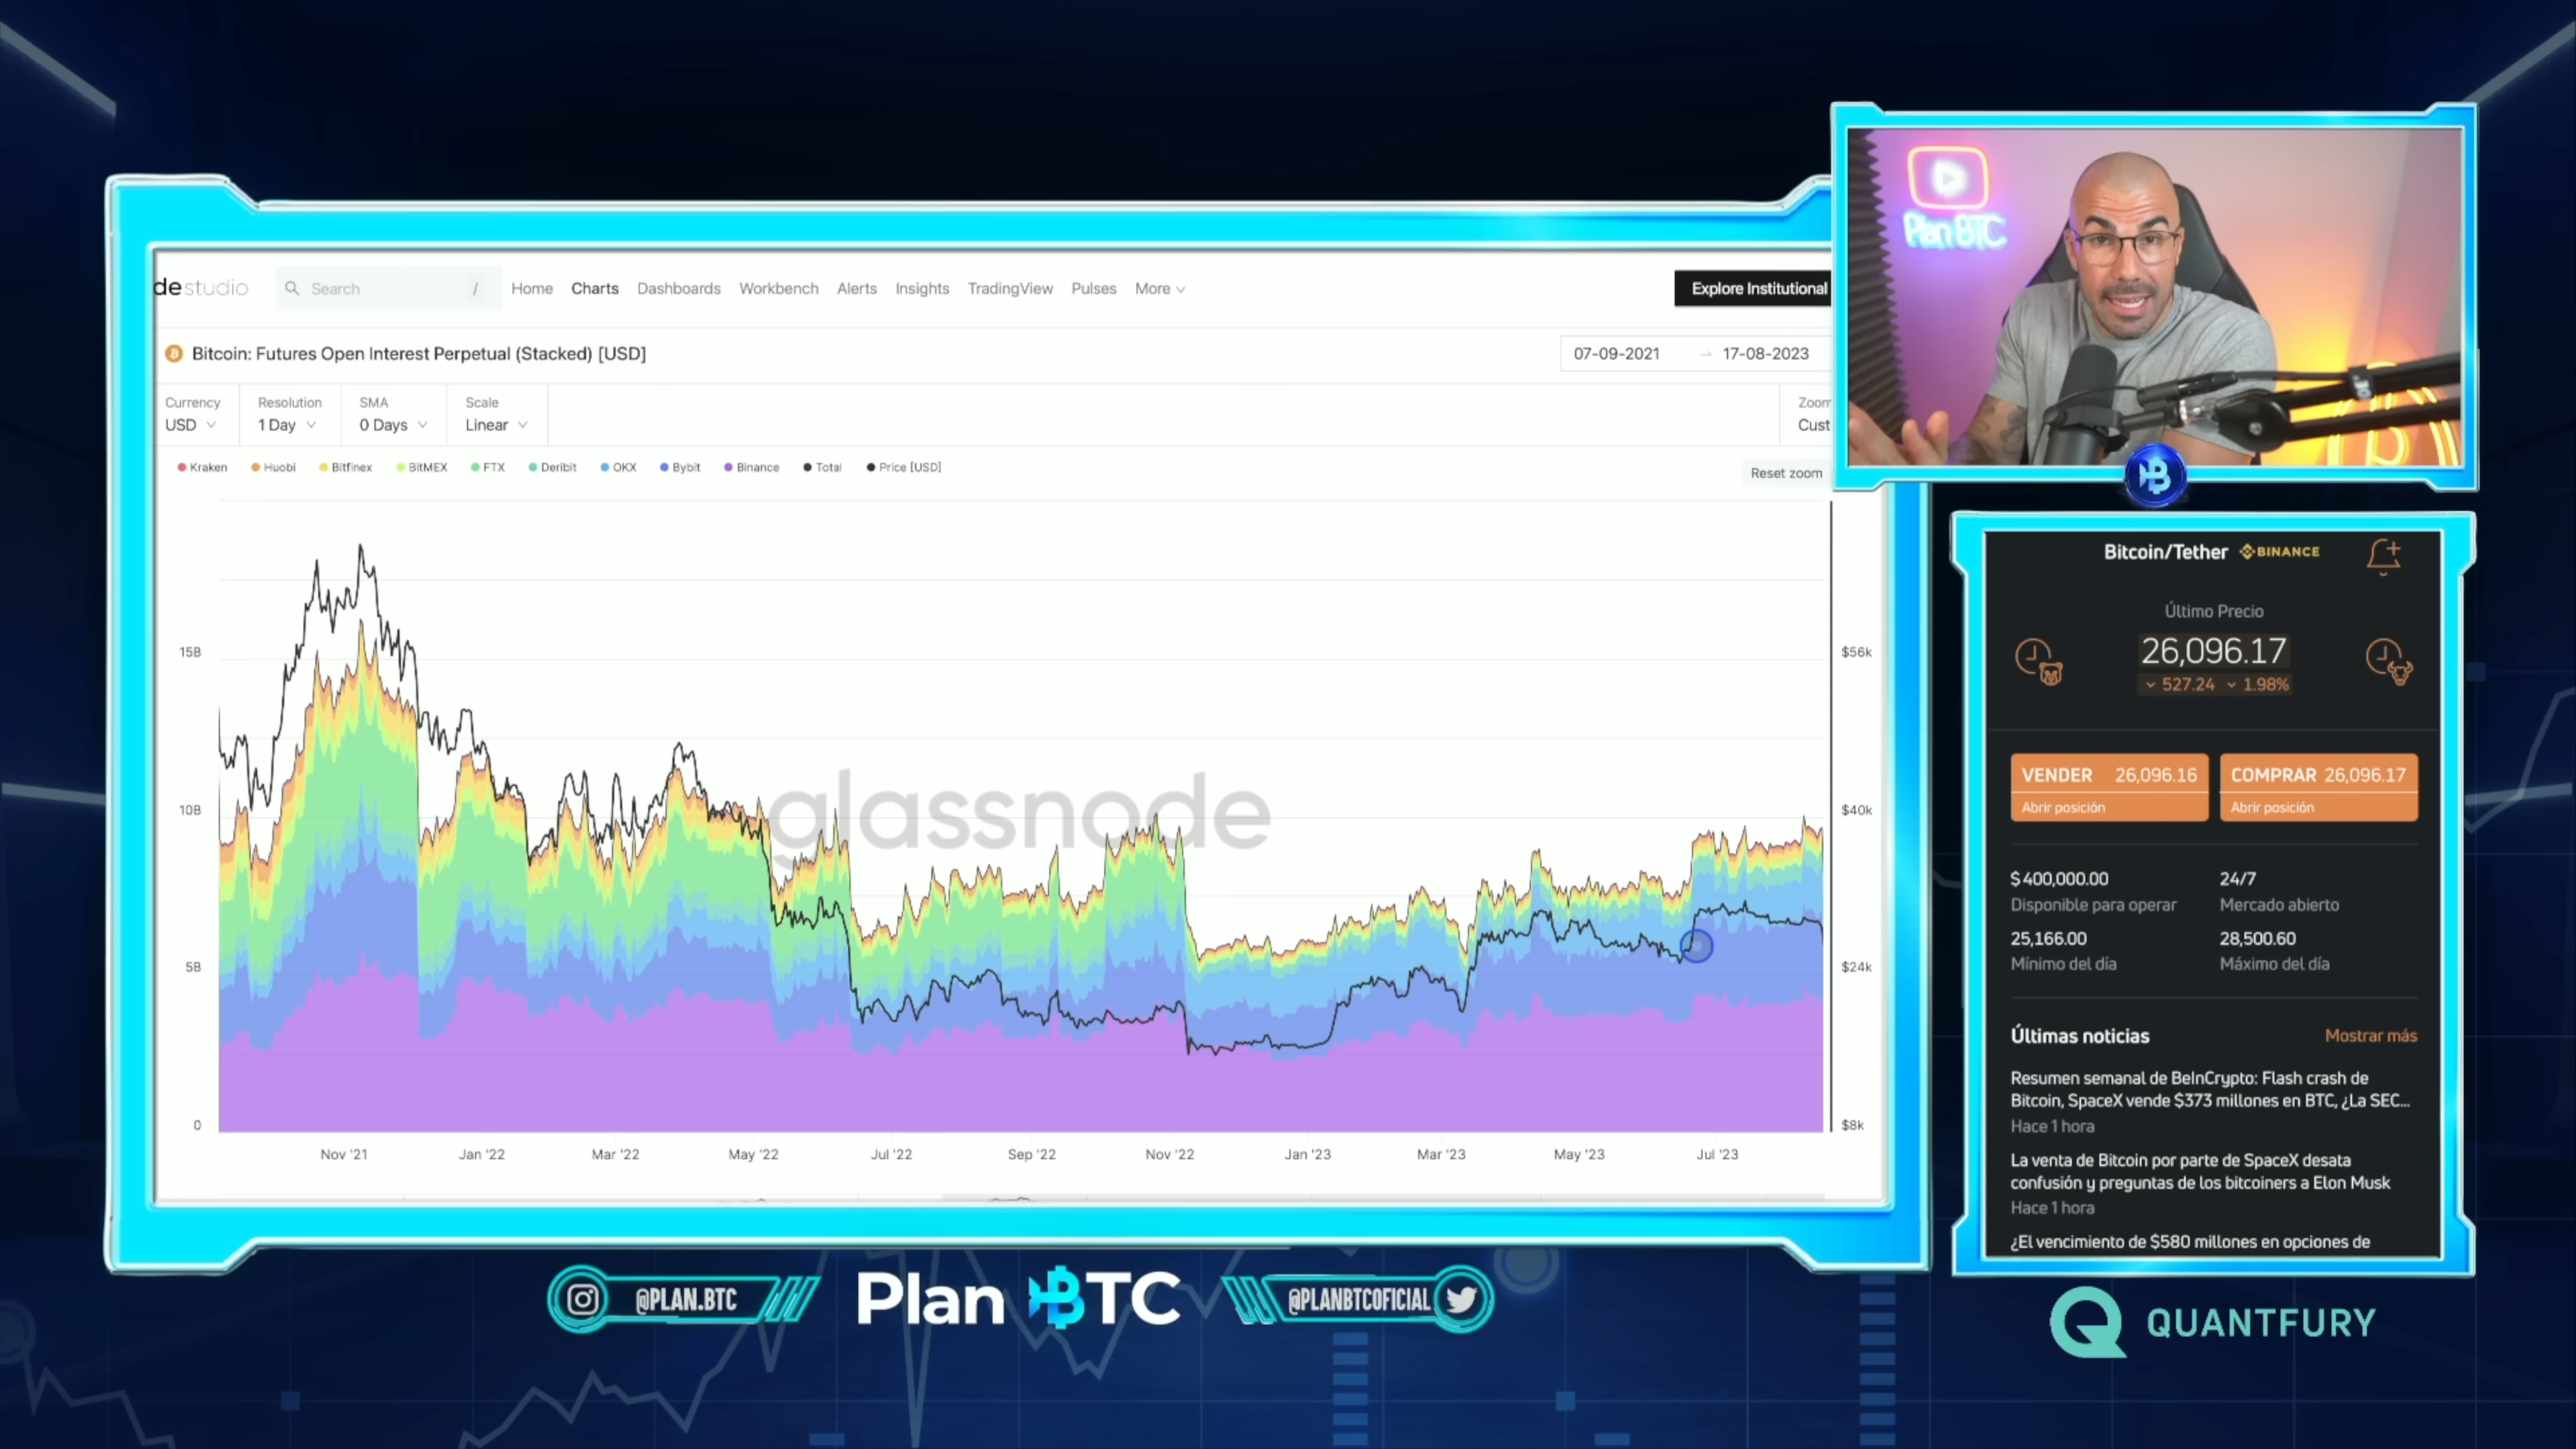 Plan BTC
destudio
Search /
Home Charts Dashboards Workbench Alerts Insights TradingView Pulses More
Explore Institutional
Bitcoin: Futures Open Interest Perpetual (Stacked) [USD]
07-09-2021 → 17-08-2023
Currency Resolution SMA Scale Zoom
USD 1 Day 0 Days Linear Cust
Kraken Huobi Bitfinex BitMEX FTX Deribit OKX Bybit Binance Total Price [USD]
Reset zoom
15B $56k
10B $40k
5B $24k
0 $8k
glassnode
Nov '21 Jan '22 Mar '22 May '22 Jul '22 Sep '22 Nov '22 Jan '23 Mar '23 May '23 Jul '23
Bitcoin/Tether BINANCE
Último Precio
26,096.17
527.24 1.98%
VENDER 26,096.16 COMPRAR 26,096.17
Abrir posición Abrir posición
$400,000.00 24/7
Disponible para operar Mercado abierto
25,166.00 28,500.60
Mínimo del día Máximo del día
Últimas noticias Mostrar más
Resumen semanal de BeInCrypto: Flash crash de
Bitcoin, SpaceX vende $373 millones en BTC, ¿La SEC...
Hace 1 hora
La venta de Bitcoin por parte de SpaceX desata
confusión y preguntas de los bitcoiners a Elon Musk
Hace 1 hora
¿El vencimiento de $580 millones en opciones de
@PLAN.BTC Plan BTC @PLANBTCOFICIAL
QUANTFURY